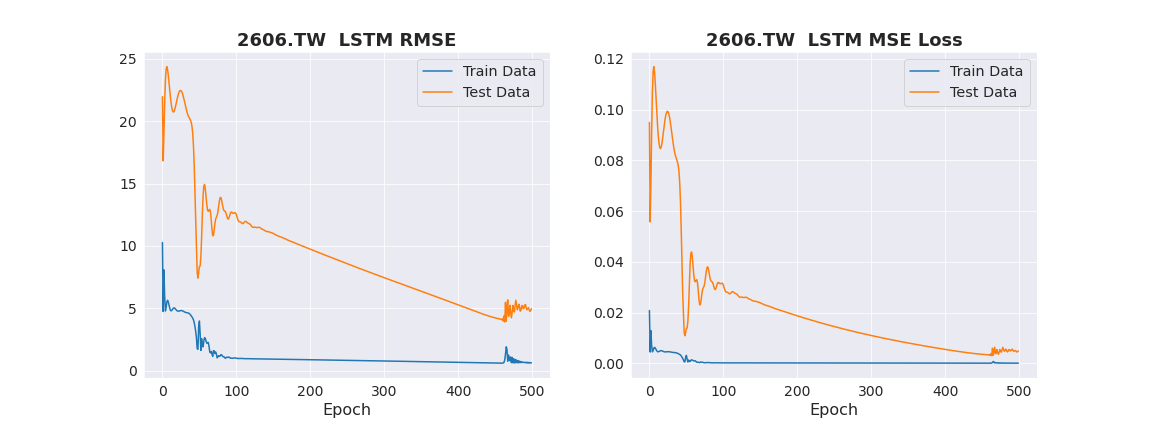 2606.TW  LSTM RMSE
25
20
15
10
5
0
0 100 200 300 400 500
Epoch
Train Data
Test Data
2606.TW  LSTM MSE Loss
0.12
0.10
0.08
0.06
0.04
0.02
0.00
0 100 200 300 400 500
Epoch
Train Data
Test Data